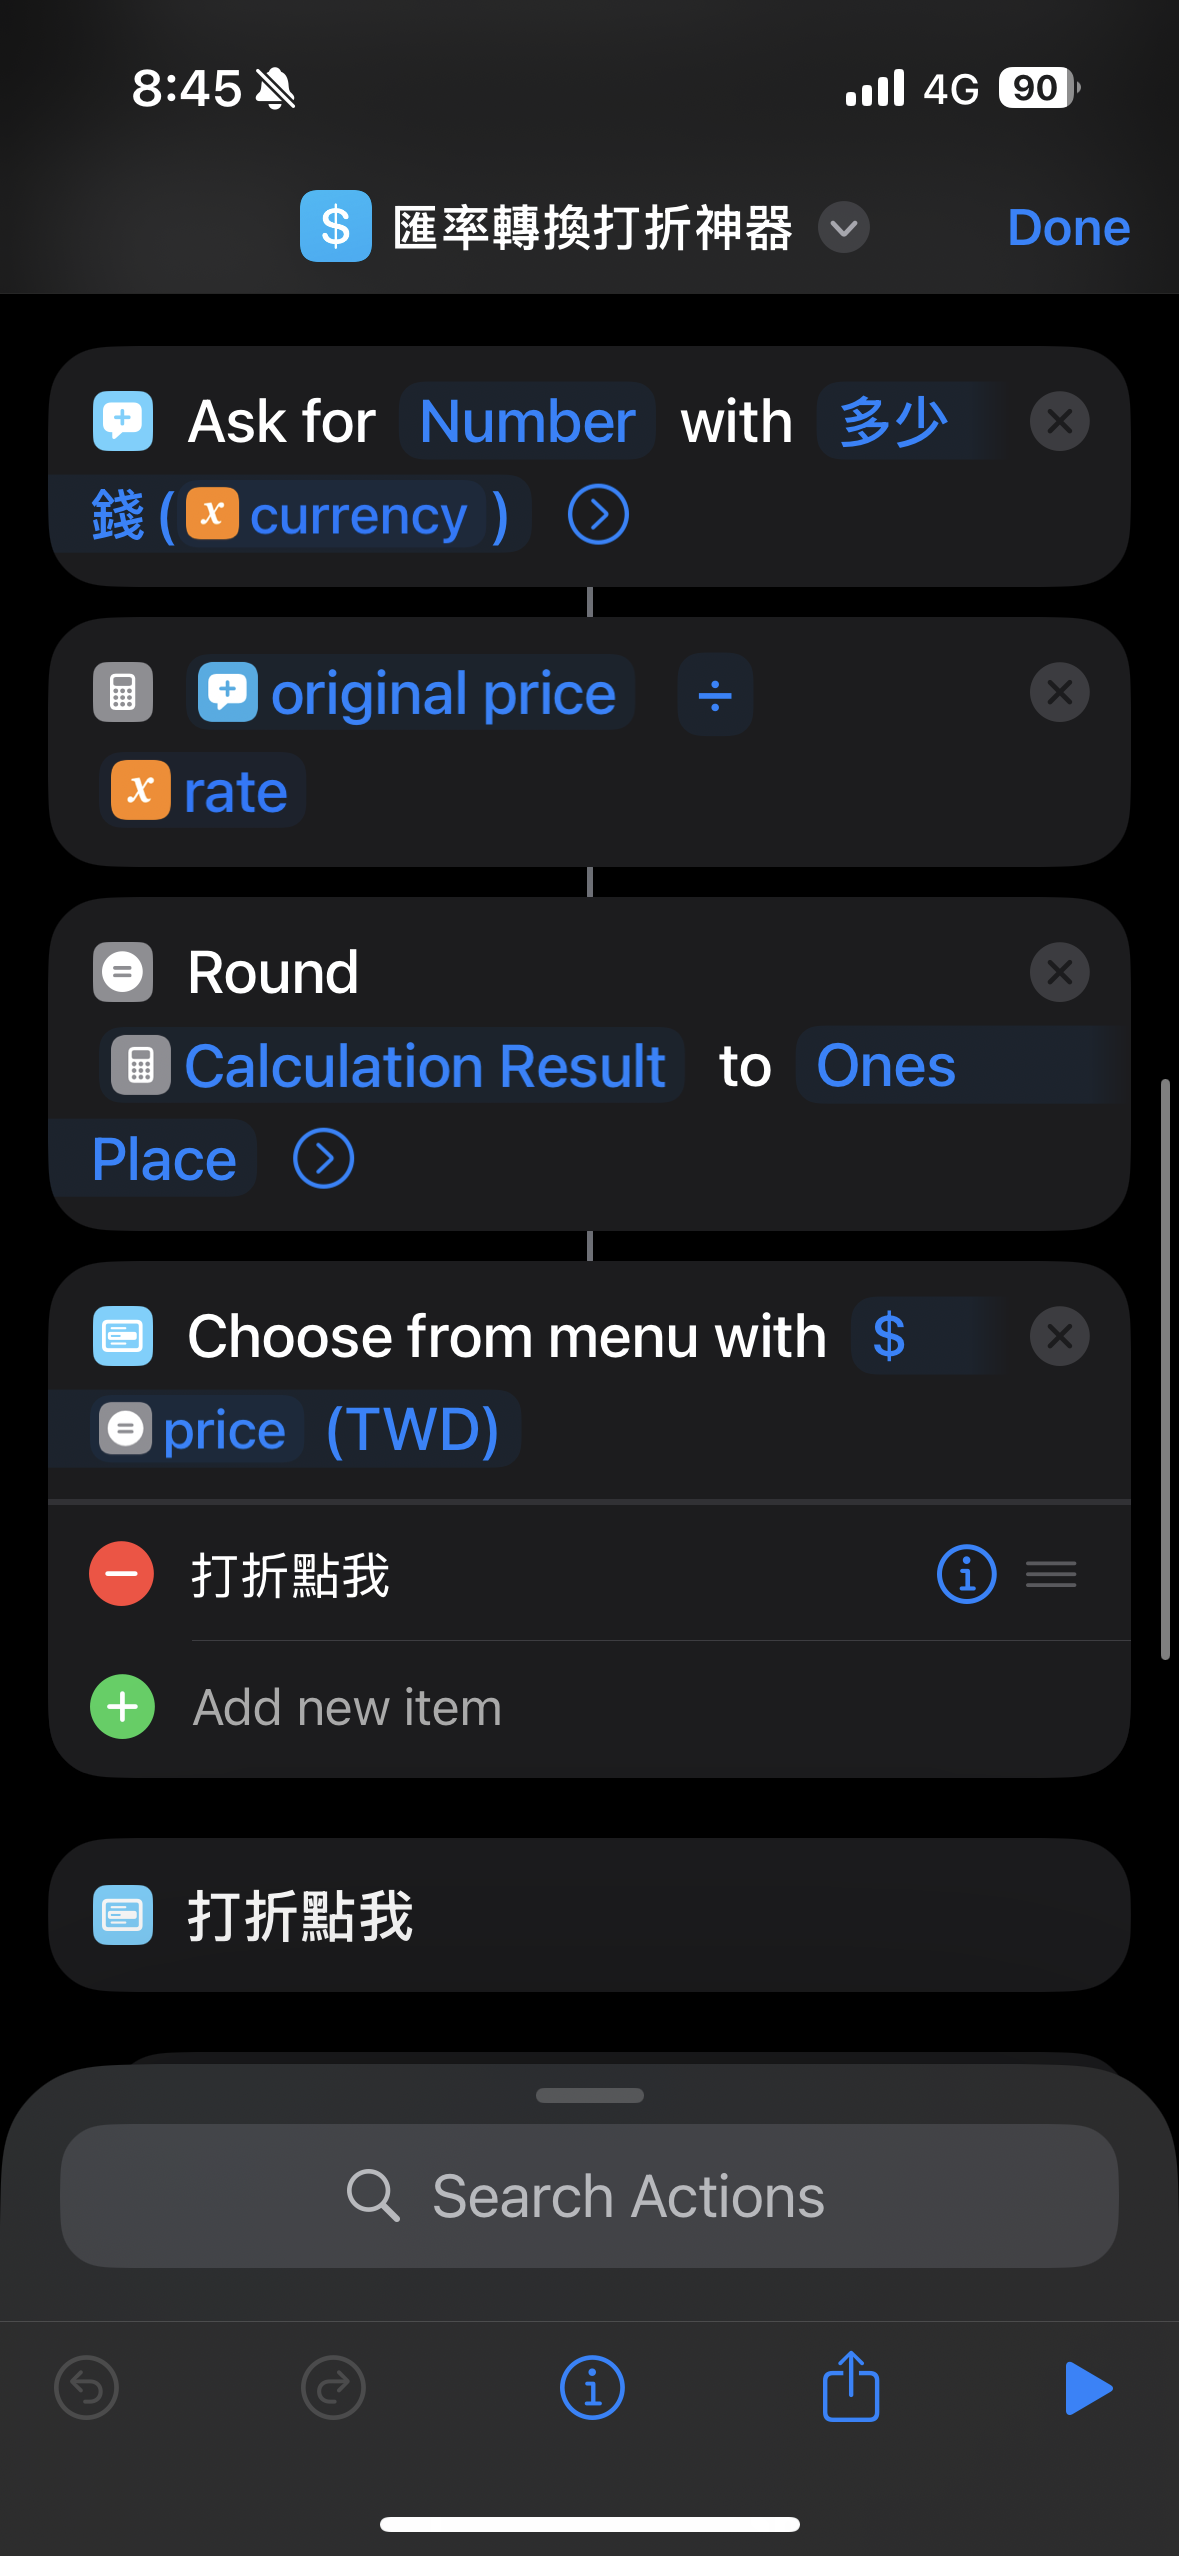 8:45
4G 90
$ 匯率轉換打折神器
Done
Ask for Number with 多少
錢 ( x currency )
original price ÷
x rate
Round
Calculation Result to Ones
Place
Choose from menu with $
price (TWD)
打折點我
Add new item
打折點我
Search Actions